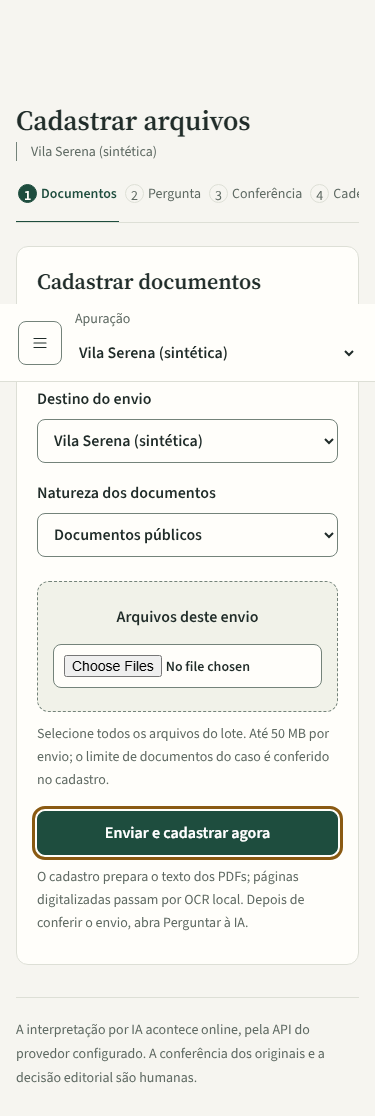 Cadastrar arquivos
Vila Serena (sintética)
1 Documentos 2 Pergunta 3 Conferência 4 Cade
Cadastrar documentos
Apuração
Vila Serena (sintética)
Destino do envio
Vila Serena (sintética)
Natureza dos documentos
Documentos públicos
Arquivos deste envio
Choose Files No file chosen
Selecione todos os arquivos do lote. Até 50 MB por
envio; o limite de documentos do caso é conferido
no cadastro.
Enviar e cadastrar agora
O cadastro prepara o texto dos PDFs; páginas
digitalizadas passam por OCR local. Depois de
conferir o envio, abra Perguntar à IA.
A interpretação por IA acontece online, pela API do
provedor configurado. A conferência dos originais e a
decisão editorial são humanas.